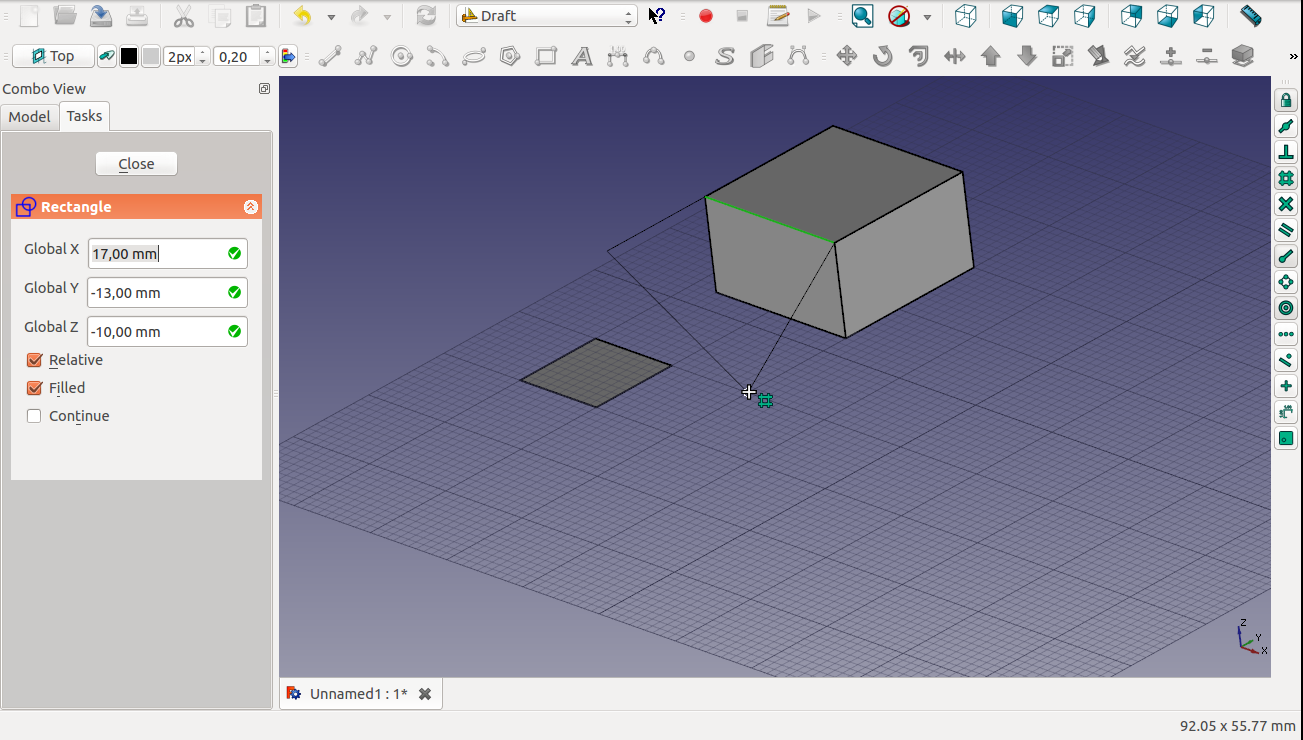 Draft
Top
2px
0,20
Combo View
Model
Tasks
Close
Rectangle
Global X
17,00 mm
Global Y
-13,00 mm
Global Z
-10,00 mm
Relative
Filled
Continue
Z
Y
X
Unnamed1 : 1*
92.05 x 55.77 mm